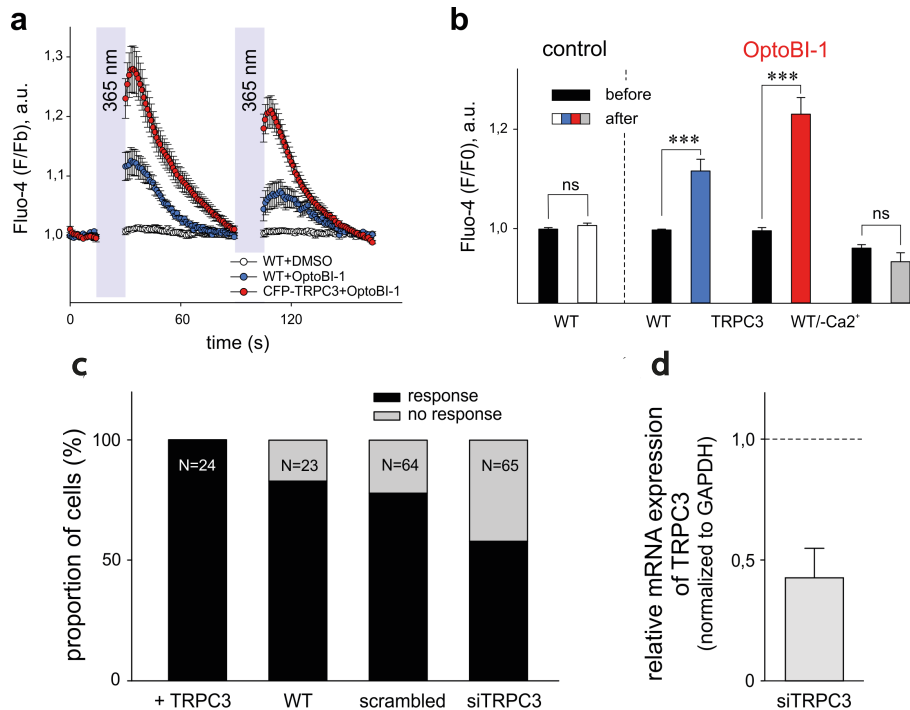 a
Fluo-4 (F/Fb), a.u.
1,3
1,2
1,1
1,0
365 nm
365 nm
WT+DMSO
WT+OptoBI-1
CFP-TRPC3+OptoBI-1
0
60
120
time (s)
b
control
OptoBI-1
Fluo-4 (F/F0), a.u.
1,2
1,0
before
after
ns
***
***
ns
WT
WT
TRPC3
WT/-Ca2+
c
response
no response
proportion of cells (%)
100
50
0
N=24
N=23
N=64
N=65
+ TRPC3
WT
scrambled
siTRPC3
d
relative mRNA expression
of TRPC3
(normalized to GAPDH)
1,0
0,5
0
siTRPC3